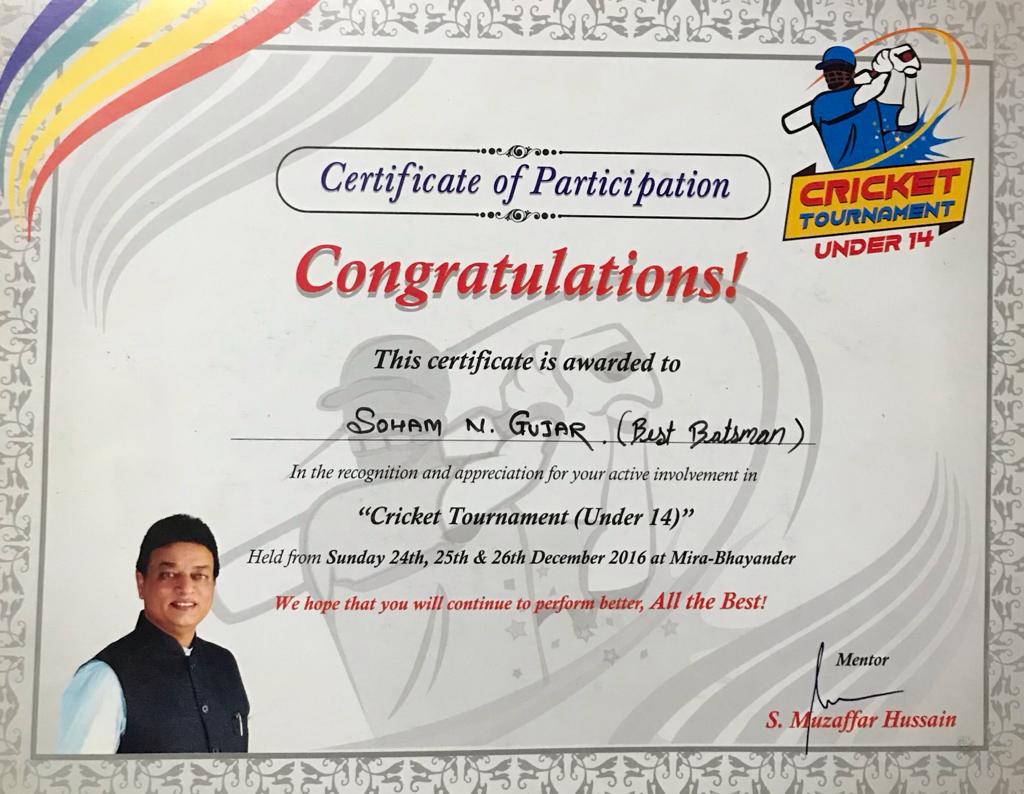 CRICKET
TOURNAMENT
UNDER 14
Certificate of Participation
Congratulations!
This certificate is awarded to
SOHAM N. GUJAR. (Best Batsman)
In the recognition and appreciation for your active involvement in
“Cricket Tournament (Under 14)”
Held from Sunday 24th, 25th & 26th December 2016 at Mira-Bhayander
We hope that you will continue to perform better, All the Best!
Mentor
S. Muzaffar Hussain